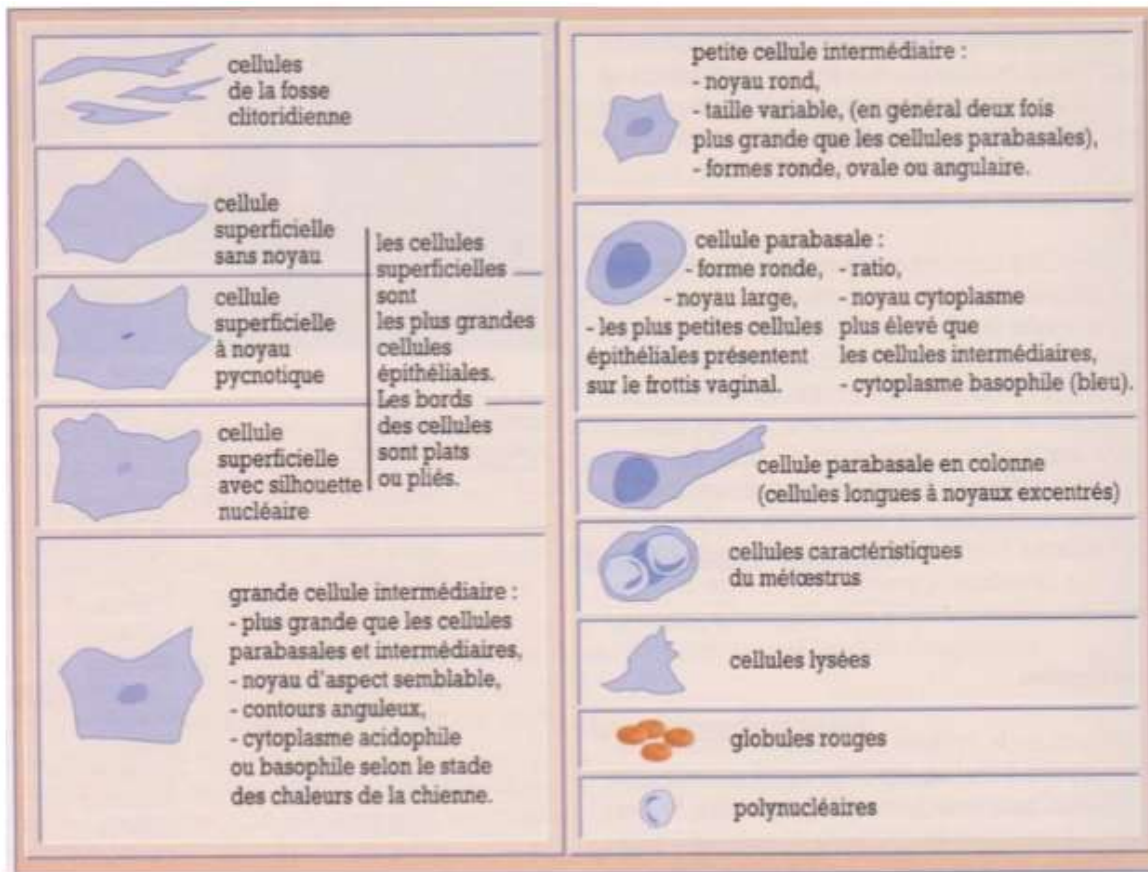 cellules
de la fosse
clitoridienne
cellule
superficielle
sans noyau
cellule
superficielle
à noyau
pycnotique
cellule
superficielle
avec silhouette
nucléaire
les cellules
superficielles
sont
les plus grandes
cellules
épithéliales.
Les bords
des cellules
sont plats
ou pliés.
grande cellule intermédiaire :
- plus grande que les cellules
parabasales et intermédiaires,
- noyau d'aspect semblable,
- contours anguleux,
- cytoplasme acidophile
ou basophile selon le stade
des chaleurs de la chienne.
petite cellule intermédiaire :
- noyau rond,
- taille variable, (en général deux fois
plus grande que les cellules parabasales),
- formes ronde, ovale ou angulaire.
cellule parabasale :
- forme ronde,
- noyau large,
- les plus petites cellules
épithéliales présentent
sur le frottis vaginal.
- ratio,
- noyau cytoplasme
plus élevé que
les cellules intermédiaires,
- cytoplasme basophile (bleu).
cellule parabasale en colonne
(cellules longues à noyaux excentrés)
cellules caractéristiques
du métœstrus
cellules lysées
globules rouges
polynucléaires